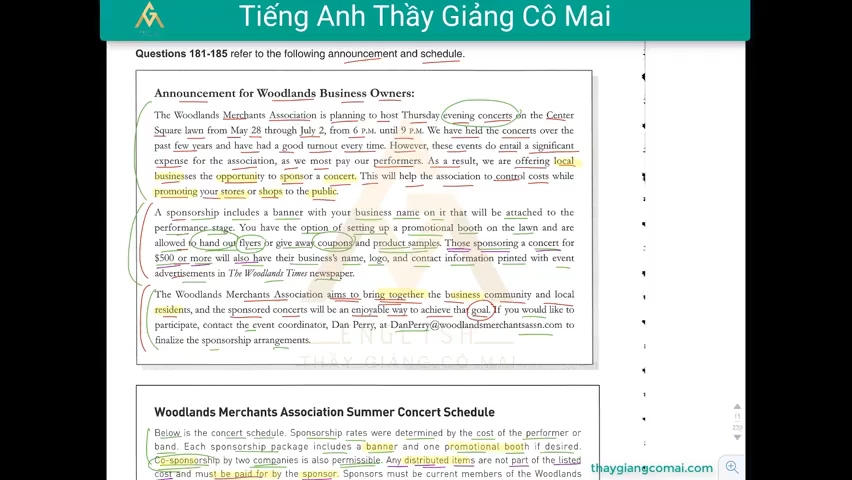 Tiếng Anh Thầy Giảng Cô Mai
Questions 181-185 refer to the following announcement and schedule.
Announcement for Woodlands Business Owners:
The Woodlands Merchants Association is planning to host Thursday evening concerts on the Center
Square lawn from May 28 through July 2, from 6 P.M. until 9 P.M. We have held the concerts over the
past few years and have had a good turnout every time. However, these events do entail a significant
expense for the association, as we most pay our performers. As a result, we are offering local
businesses the opportunity to sponsor a concert. This will help the association to control costs while
promoting your stores or shops to the public.
A sponsorship includes a banner with your business name on it that will be attached to the
performance stage. You have the option of setting up a promotional booth on the lawn and are
allowed to hand out flyers or give away coupons and product samples. Those sponsoring a concert for
$500 or more will also have their business's name, logo, and contact information printed with event
advertisements in The Woodlands Times newspaper.
The Woodlands Merchants Association aims to bring together the business community and local
residents, and the sponsored concerts will be an enjoyable way to achieve that goal. If you would like to
participate, contact the event coordinator, Dan Perry, at DanPerry@woodlandsmerchantsassn.com to
finalize the sponsorship arrangements.
ENGLISH
THẦY GIẢNG CÔ MAI
Woodlands Merchants Association Summer Concert Schedule
Below is the concert schedule. Sponsorship rates were determined by the cost of the performer or
band. Each sponsorship package includes a banner and one promotional booth if desired.
Co-sponsorship by two companies is also permissible. Any distributed items are not part of the listed
cost and must be paid for by the sponsor. Sponsors must be current members of the Woodlands
thaygiangcomai.com